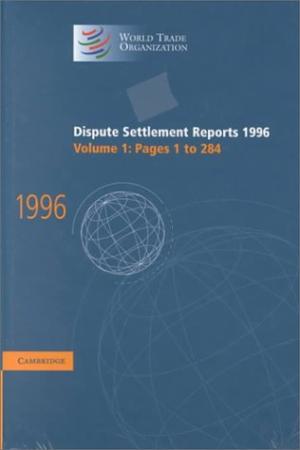 WORLD TRADE
ORGANIZATION
Dispute Settlement Reports 1996
Volume 1: Pages 1 to 284
1996
CAMBRIDGE